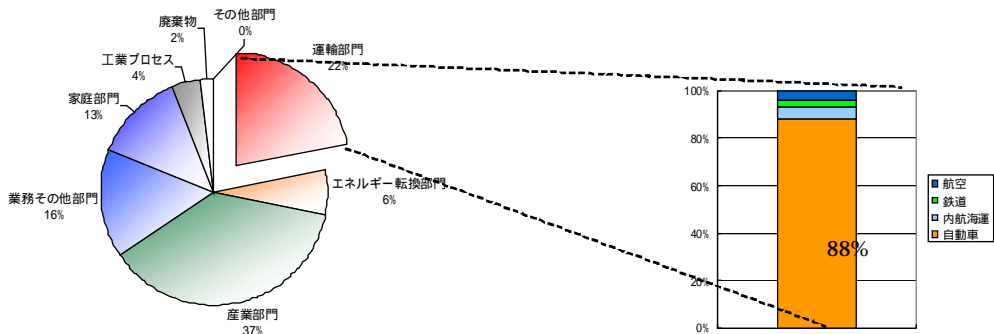 その他部門
0%
廃棄物
2%
工業プロセス
4%
家庭部門
13%
業務その他部門
16%
産業部門
37%
運輸部門
22%
エネルギー転換部門
6%
100%
80%
60%
40%
20%
0%
88%
航空
鉄道
内航海運
自動車